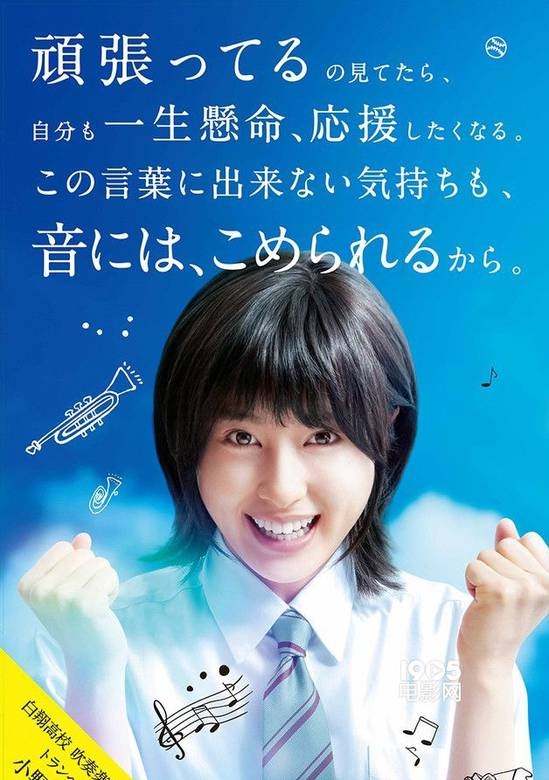 頑張ってるの見てたら、
自分も一生懸命、応援したくなる。
この言葉に出来ない気持ちも、
音には、こめられるから。
1905
电影网
白翔高校 吹奏楽
トランペ
小野